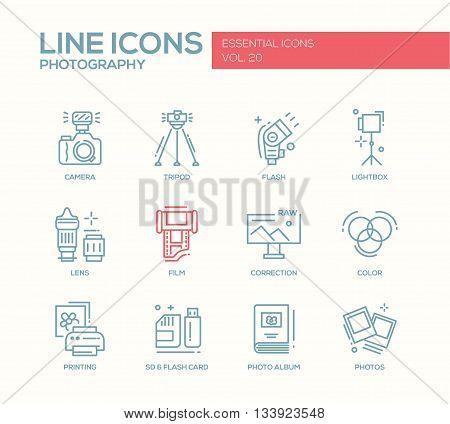 LINE ICONS
PHOTOGRAPHY
ESSENTIAL ICONS
VOL. 20
CAMERA
TRIPOD
FLASH
LIGHTBOX
LENS
FILM
RAW
CORRECTION
COLOR
PRINTING
SD & FLASH CARD
PHOTO ALBUM
PHOTOS
© 133923548